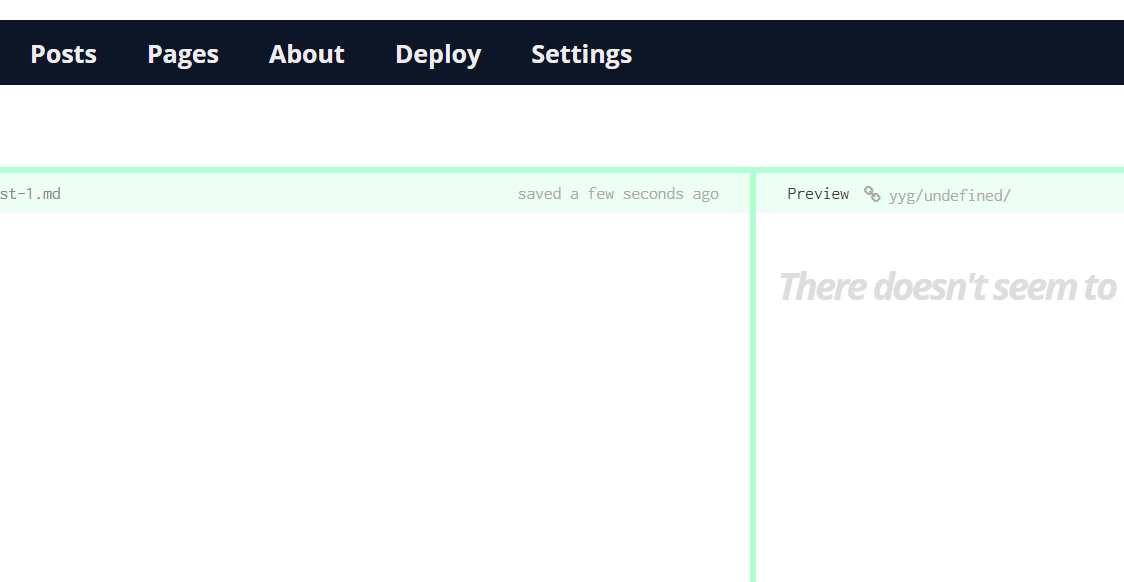 Posts Pages About Deploy Settings
st-1.md saved a few seconds ago Preview yyg/undefined/
There doesn't seem to